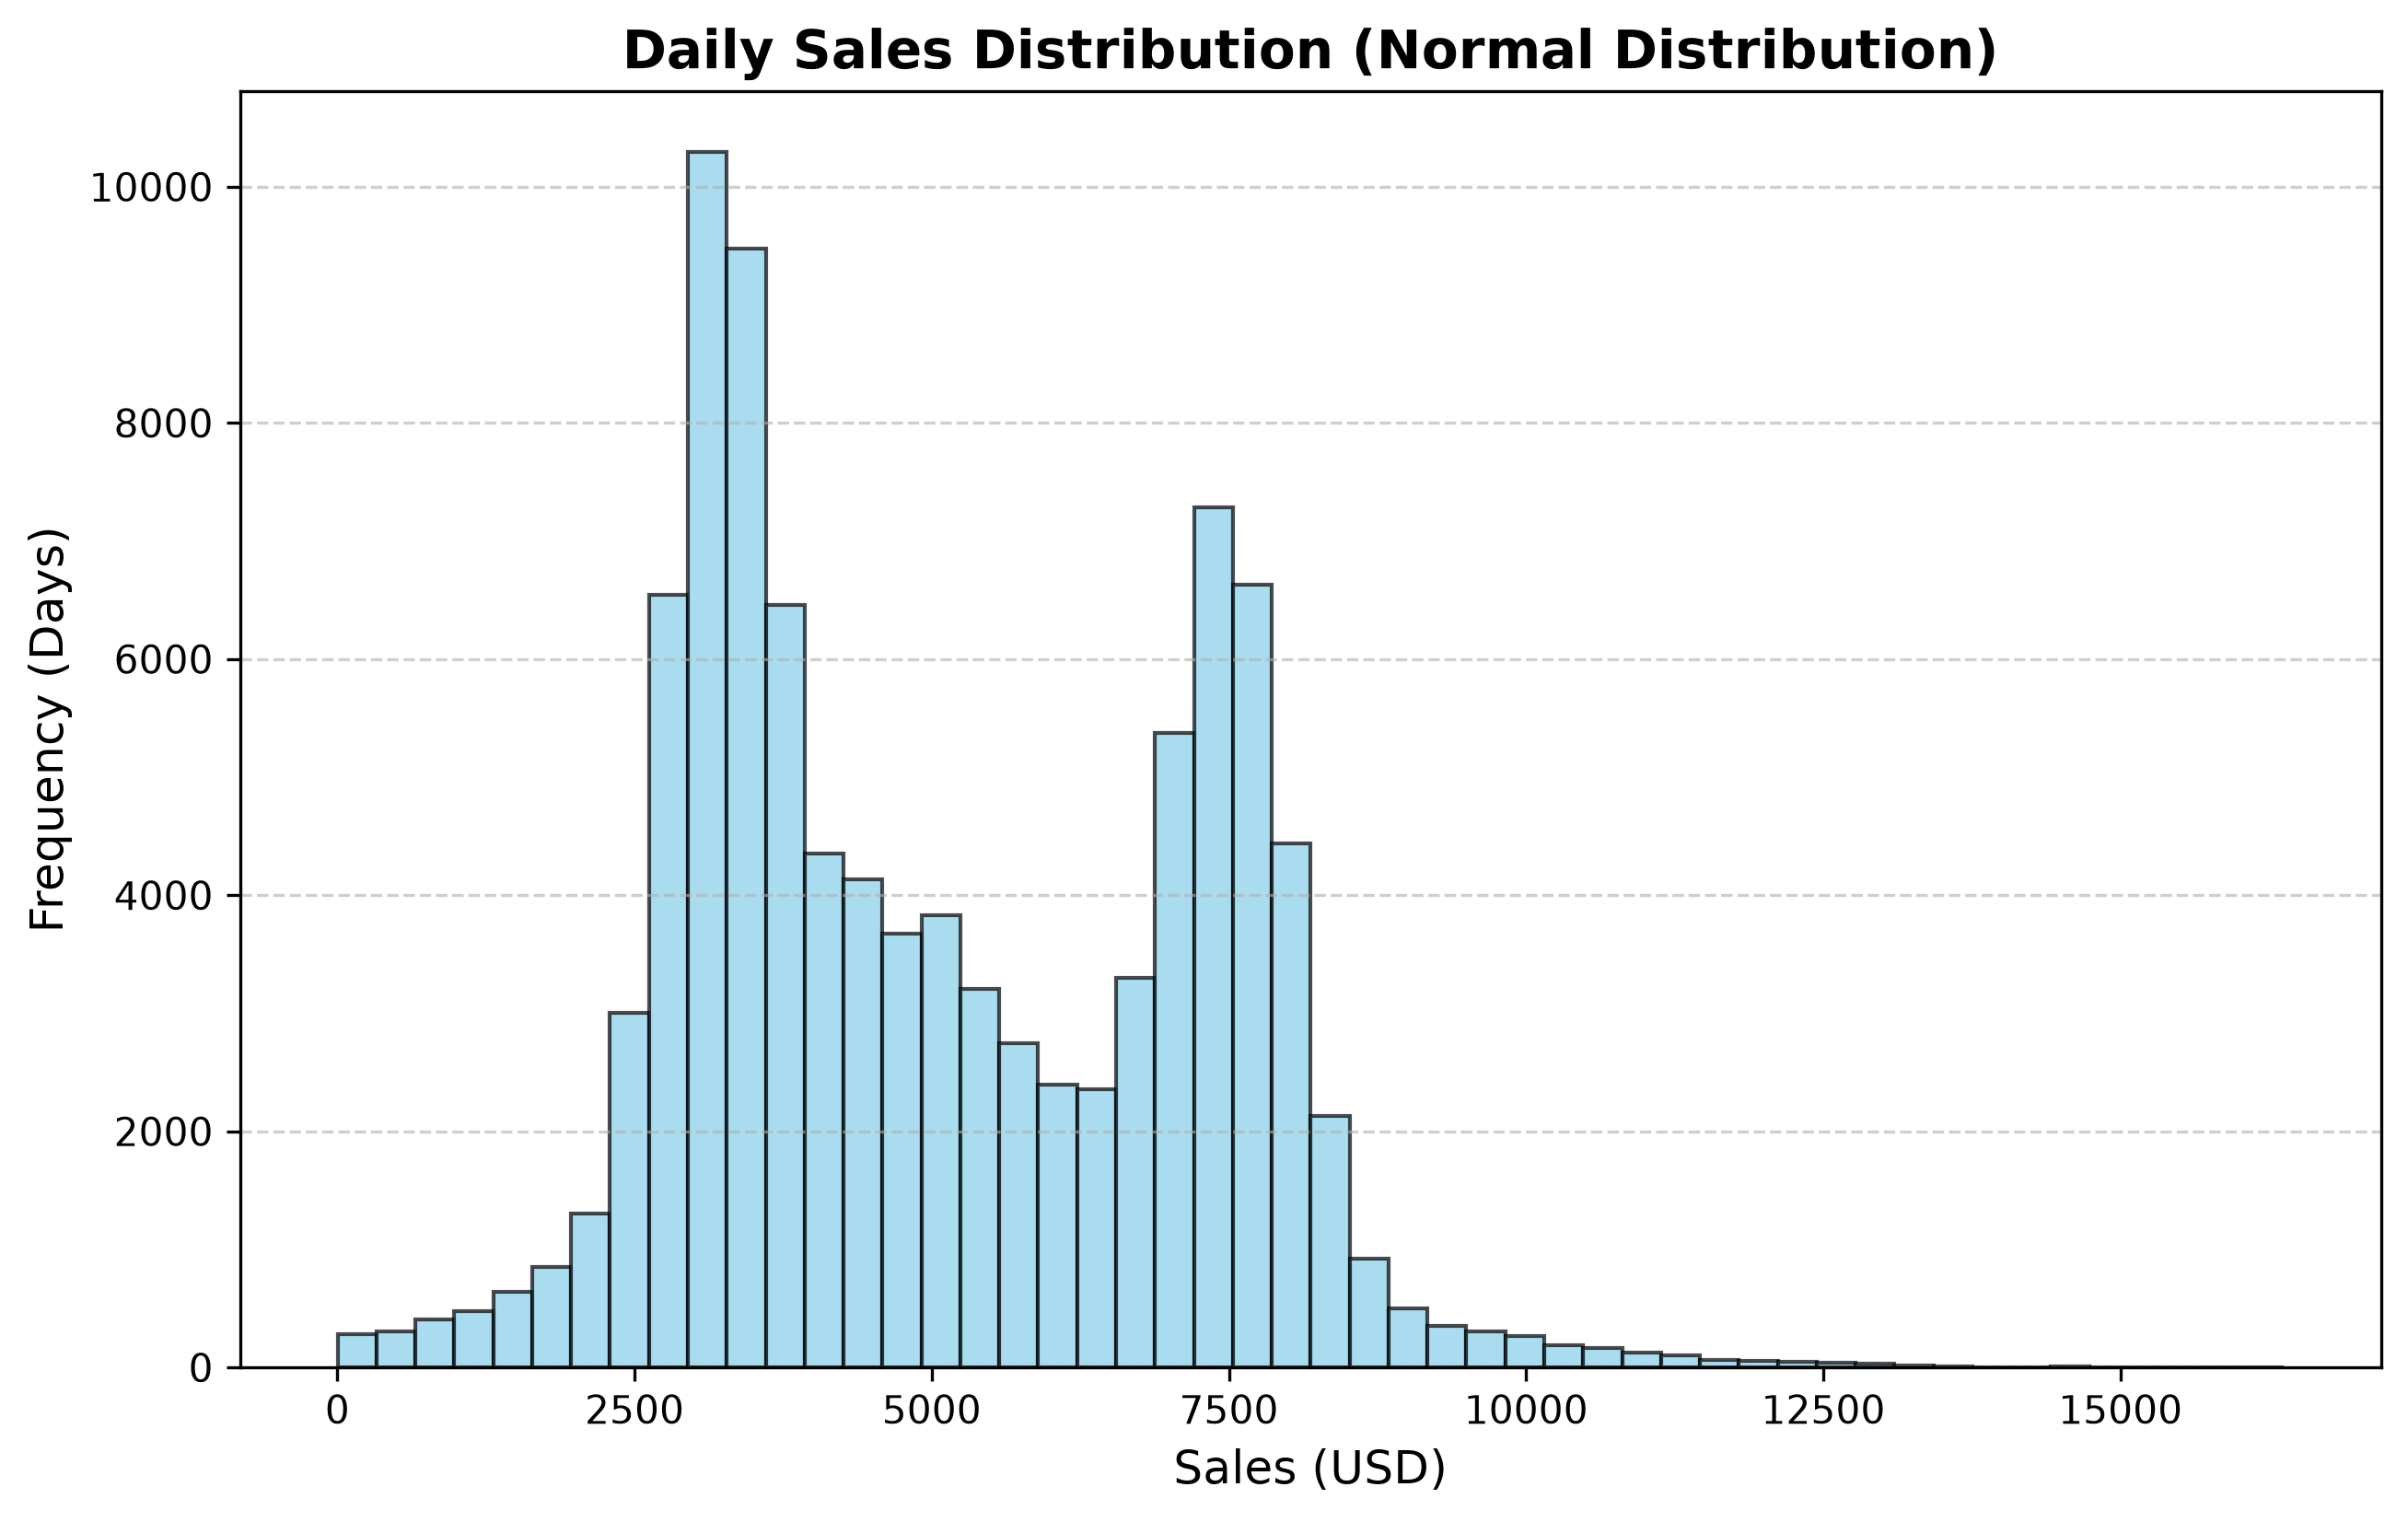 Daily Sales Distribution (Normal Distribution)
10000
8000
6000
4000
2000
0
Frequency (Days)
0 2500 5000 7500 10000 12500 15000
Sales (USD)